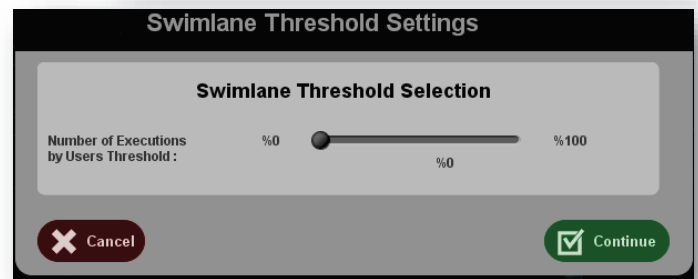 Swimlane Threshold Settings
Swimlane Threshold Selection
Number of Executions
by Users Threshold :
%0
%100
%0
Cancel
Continue